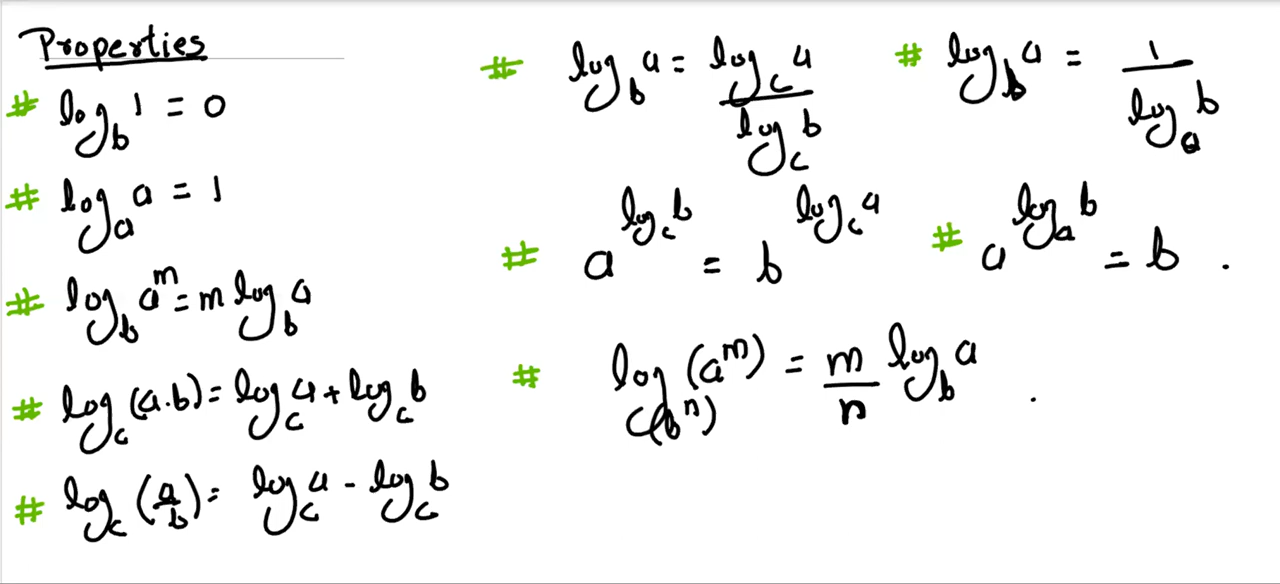 Properties
# log_b 1 = 0
# log_a a = 1
# log_b a^m = m log_b a
# log_c (a.b) = log_c a + log_c b
# log_c (a/b) = log_c a - log_c b
# log_b a = log_c a / log_c b
# log_b a = 1 / log_a b
# a^(log_c b) = b^(log_c a)
# a^(log_a b) = b .
# log_(b^n) (a^m) = m/n log_b a .